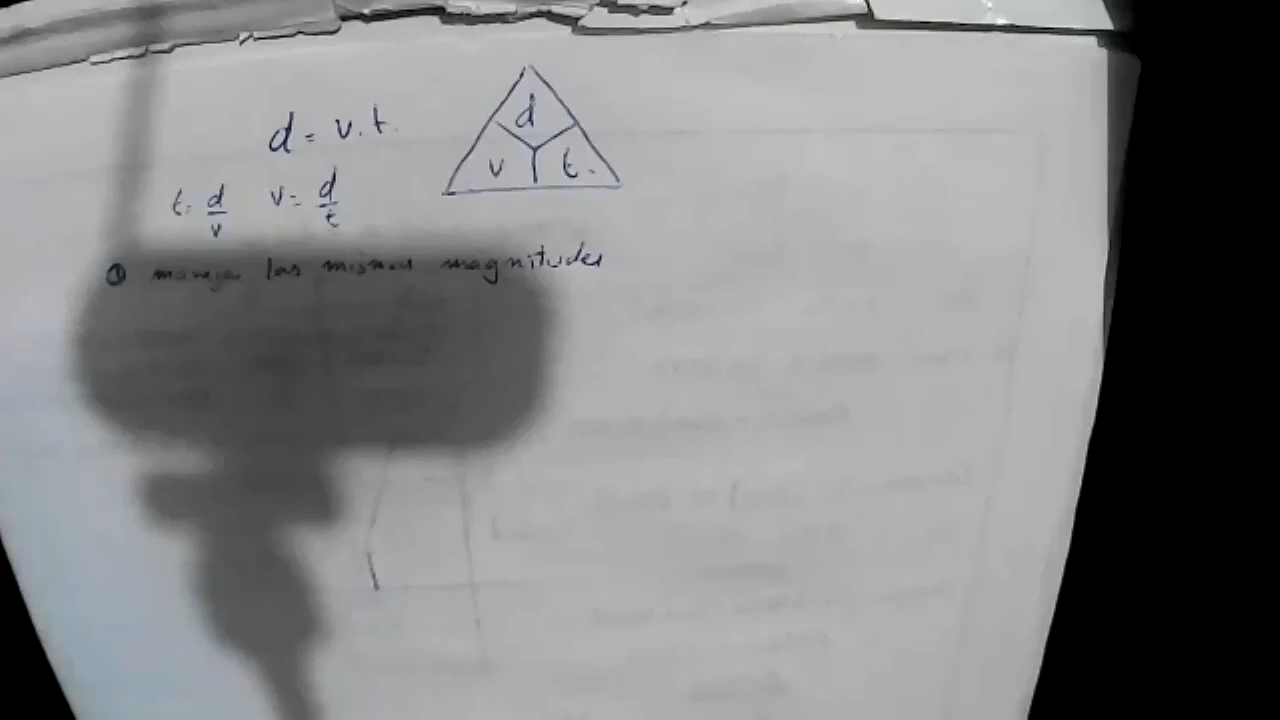 d = v.t.
d
v t.
t = d/v v = d/t
① maneja las mismas magnitudes